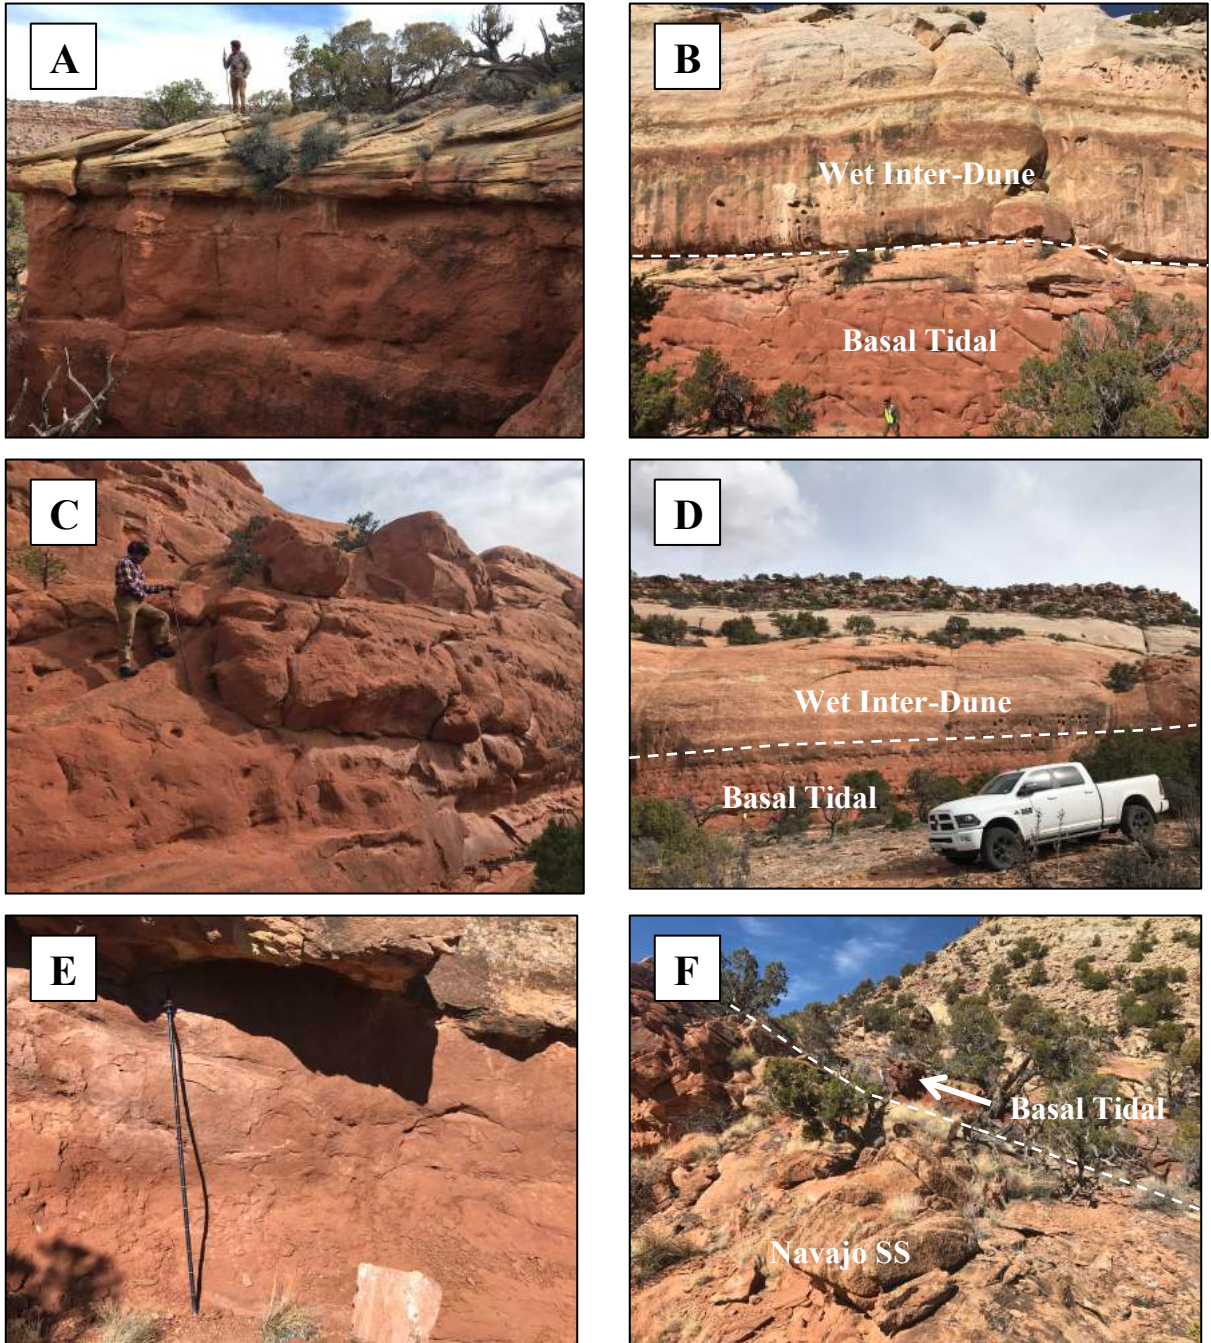 A
B
Wet Inter-Dune
Basal Tidal
C
D
Wet Inter-Dune
Basal Tidal
E
F
Basal Tidal
Navajo SS